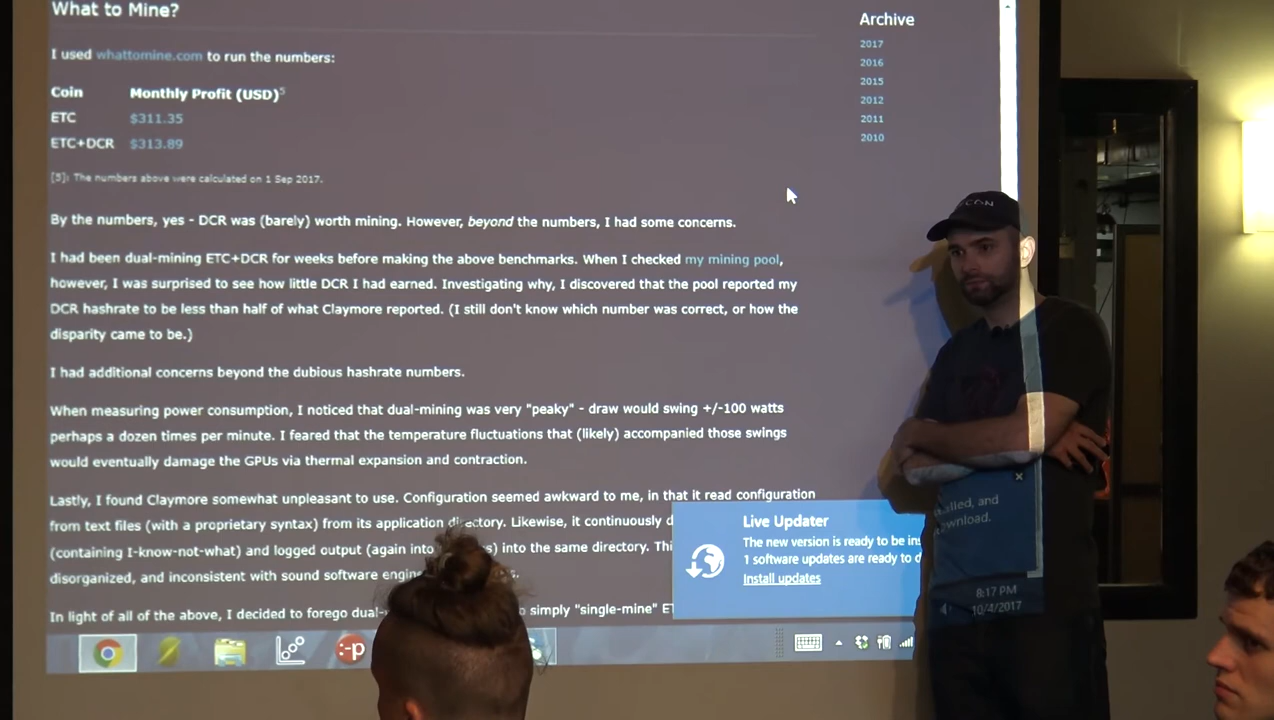 What to Mine?
I used whattomine.com to run the numbers:
Coin Monthly Profit (USD)5
ETC $311.35
ETC+DCR $313.89
[5]: The numbers above were calculated on 1 Sep 2017.
By the numbers, yes - DCR was (barely) worth mining. However, beyond the numbers, I had some concerns.
I had been dual-mining ETC+DCR for weeks before making the above benchmarks. When I checked my mining pool,
however, I was surprised to see how little DCR I had earned. Investigating why, I discovered that the pool reported my
DCR hashrate to be less than half of what Claymore reported. (I still don't know which number was correct, or how the
disparity came to be.)
I had additional concerns beyond the dubious hashrate numbers.
When measuring power consumption, I noticed that dual-mining was very "peaky" - draw would swing +/-100 watts
perhaps a dozen times per minute. I feared that the temperature fluctuations that (likely) accompanied those swings
would eventually damage the GPUs via thermal expansion and contraction.
Lastly, I found Claymore somewhat unpleasant to use. Configuration seemed awkward to me, in that it read configuration
from text files (with a proprietary syntax) from its application directory. Likewise, it continuously
(containing I-know-not-what) and logged output (again into into the same directory.
disorganized, and inconsistent with sound software
In light of all of the above, I decided to forego simply "single-mine"
Archive
2017
2016
2015
2012
2011
2010
Live Updater
The new version is ready to be and
1 software updates are ready to download.
Install updates
:-p
8:17 PM
10/4/2017